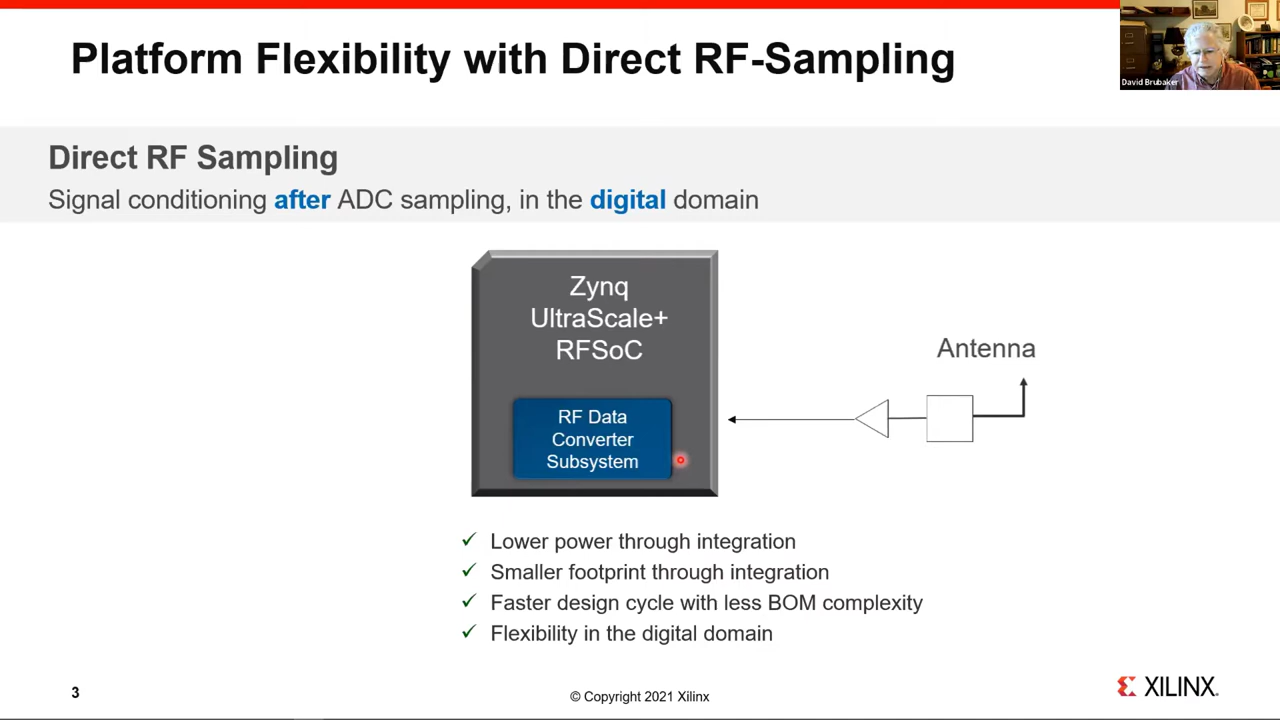 Platform Flexibility with Direct RF-Sampling
David Brubaker
Direct RF Sampling
Signal conditioning after ADC sampling, in the digital domain
Zynq
UltraScale+
RFSoC
RF Data
Converter
Subsystem
Antenna
✓ Lower power through integration
✓ Smaller footprint through integration
✓ Faster design cycle with less BOM complexity
✓ Flexibility in the digital domain
3
© Copyright 2021 Xilinx
XILINX.